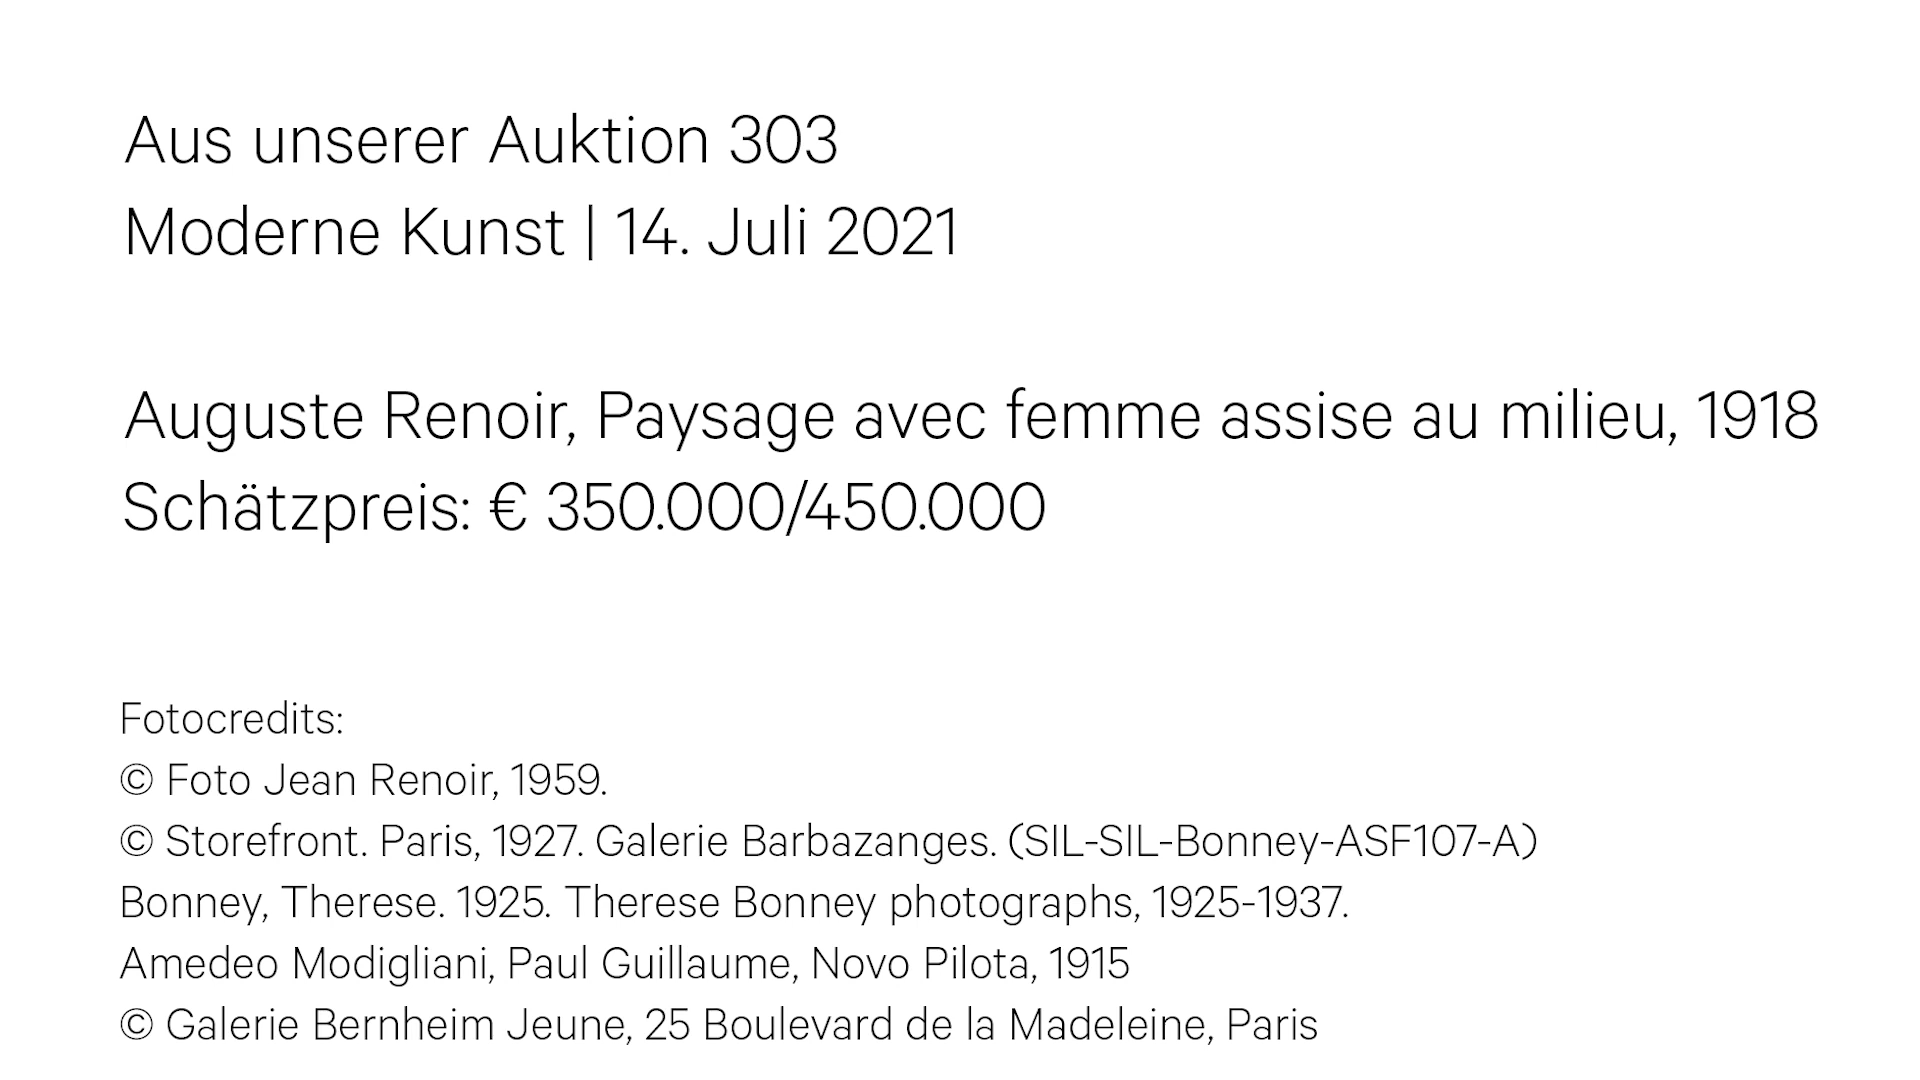 Aus unserer Auktion 303
Moderne Kunst | 14. Juli 2021
Auguste Renoir, Paysage avec femme assise au milieu, 1918
Schätzpreis: € 350.000/450.000
Fotocredits:
© Foto Jean Renoir, 1959.
© Storefront. Paris, 1927. Galerie Barbazanges. (SIL-SIL-Bonney-ASF107-A)
Bonney, Therese. 1925. Therese Bonney photographs, 1925-1937.
Amedeo Modigliani, Paul Guillaume, Novo Pilota, 1915
© Galerie Bernheim Jeune, 25 Boulevard de la Madeleine, Paris